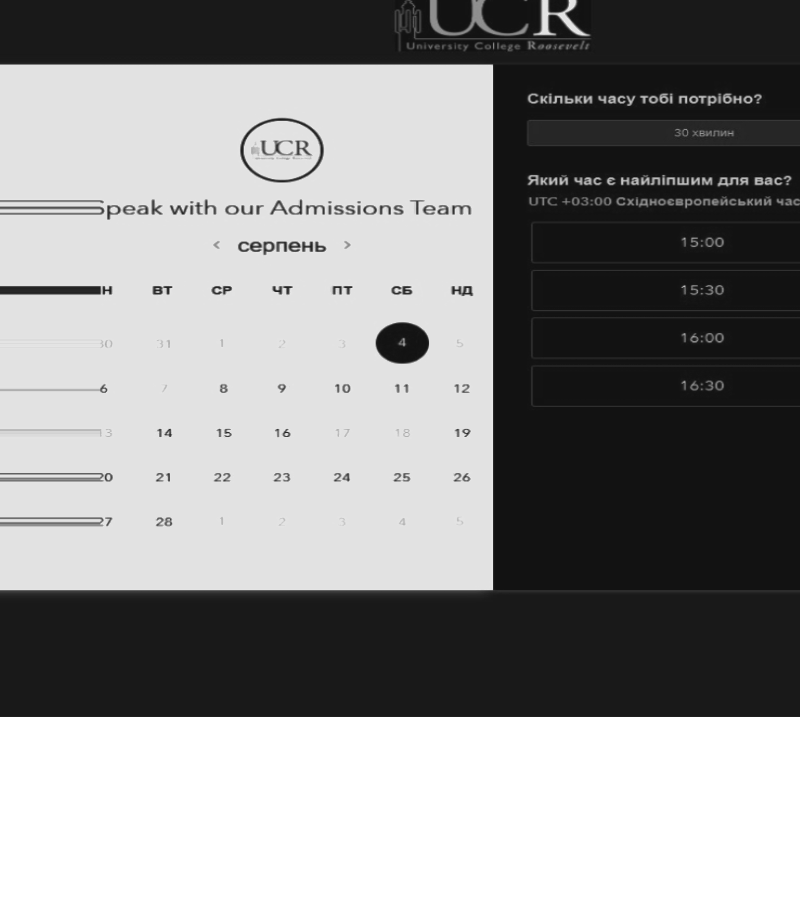 UCR
University College Roosevelt
UCR
Speak with our Admissions Team
< серпень >
Н ВТ СР ЧТ ПТ СБ НД
30 31 1 2 3 4 5
6 7 8 9 10 11 12
13 14 15 16 17 18 19
20 21 22 23 24 25 26
27 28 1 2 3 4 5
Скільки часу тобі потрібно?
30 хвилин
Який час є найліпшим для вас?
UTC +03:00 Східноєвропейський час
15:00
15:30
16:00
16:30